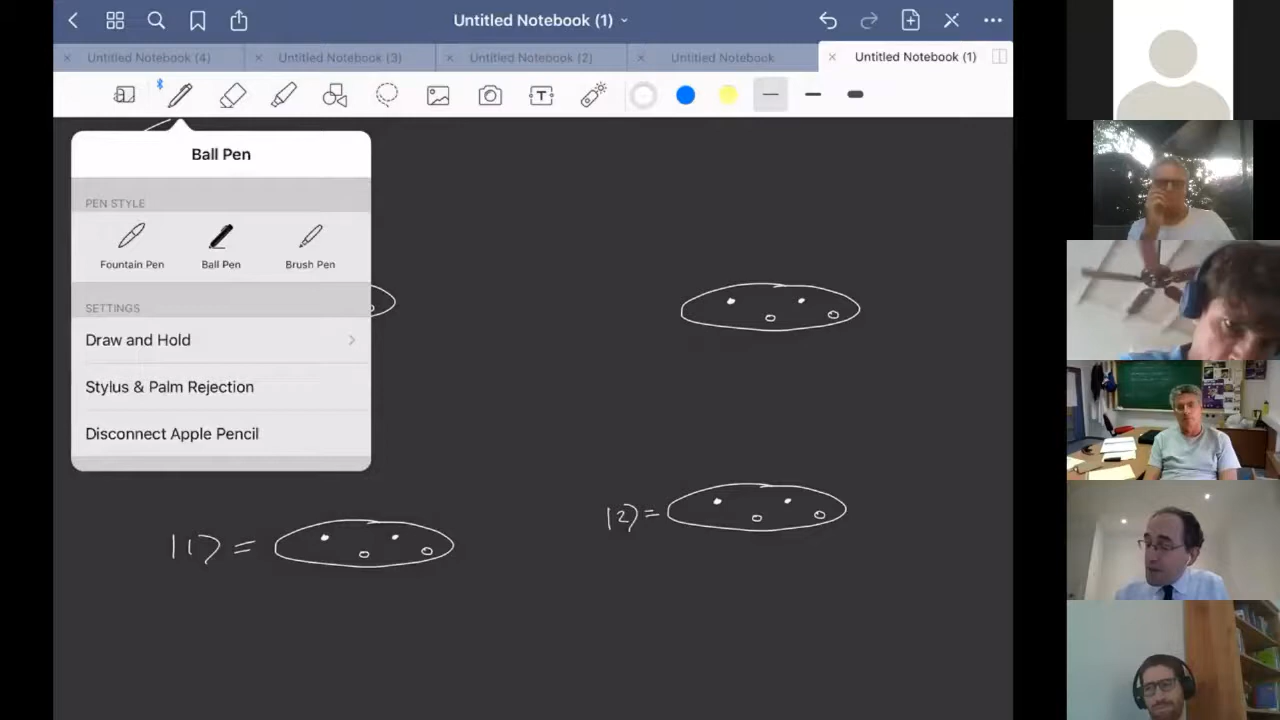 Untitled Notebook (1)
Untitled Notebook (4)
Untitled Notebook (3)
Untitled Notebook (2)
Untitled Notebook
Untitled Notebook (1)
T
Ball Pen
PEN STYLE
Fountain Pen
Ball Pen
Brush Pen
SETTINGS
Draw and Hold
Stylus & Palm Rejection
Disconnect Apple Pencil
|1⟩ =
|2⟩ =